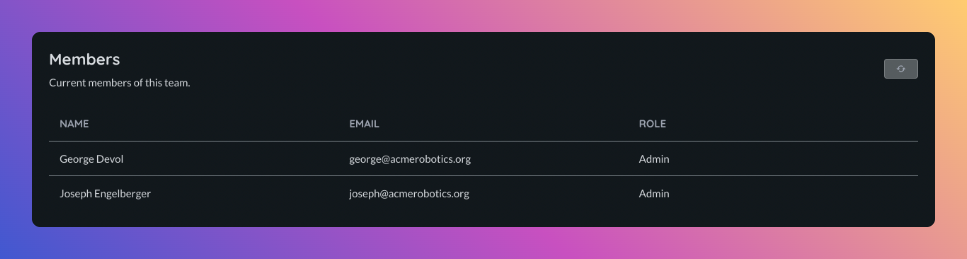 Members
Current members of this team.
NAME EMAIL ROLE
George Devol george@acmerobotics.org Admin
Joseph Engelberger joseph@acmerobotics.org Admin